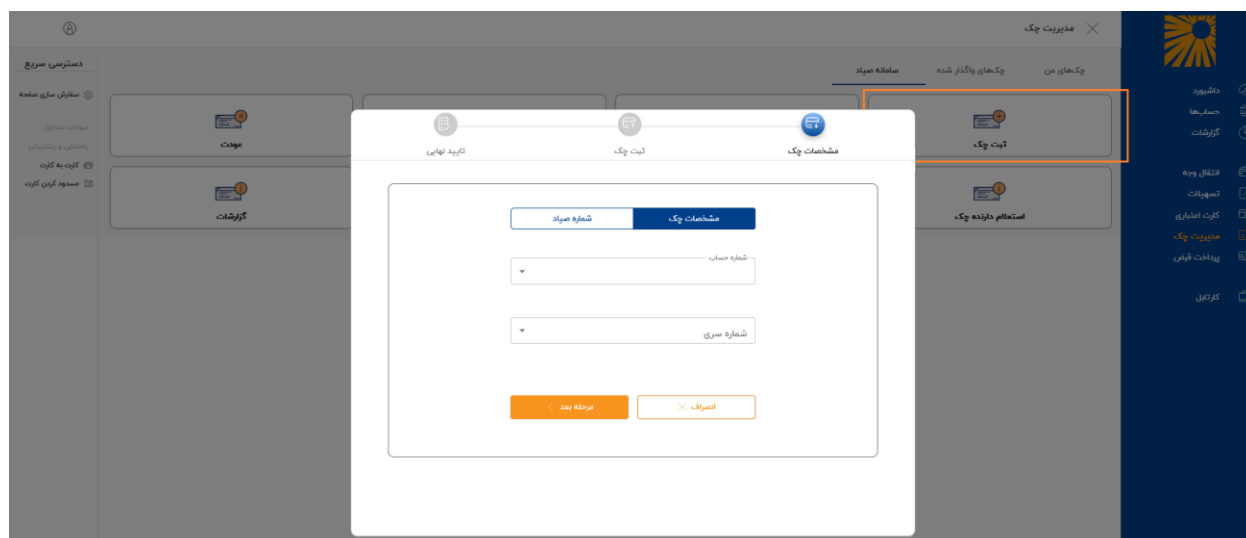 مدیریت چک
چک‌های من
چک‌های واگذار شده
سامانه صیاد
داشبورد
حساب‌ها
گزارشات
انتقال وجه
تسهیلات
کارت اعتباری
مدیریت چک
پرداخت قبض
کارتابل
ثبت چک
عودت
استعلام دارنده چک
گزارشات
مشخصات چک
ثبت چک
تایید نهایی
مشخصات چک
شماره صیاد
شماره حساب
شماره سری
انصراف
مرحله بعد
دسترسی سریع
سفارش سازی صفحه
سوالات متداول
راهنمایی و پشتیبانی
کارت به کارت
مسدود کردن کارت